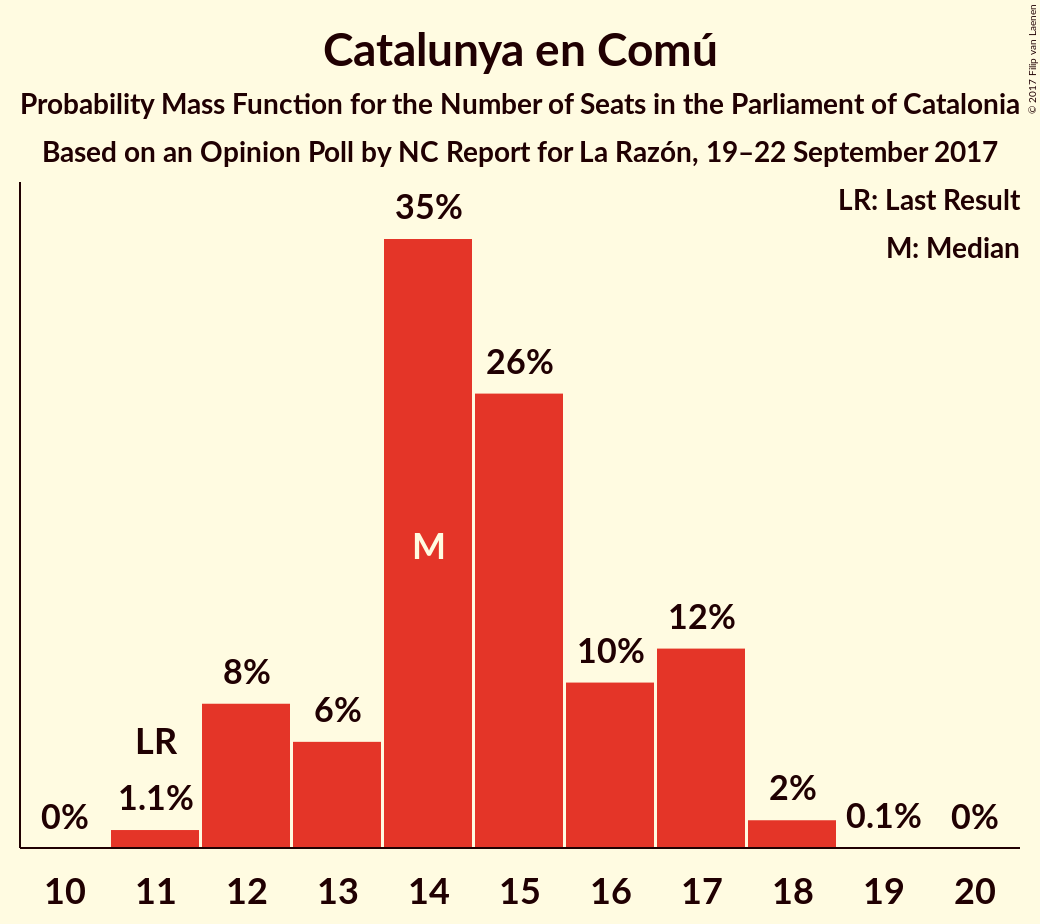 Catalunya en Comú
Probability Mass Function for the Number of Seats in the Parliament of Catalonia
Based on an Opinion Poll by NC Report for La Razón, 19–22 September 2017
© 2017 Filip van Laenen
LR: Last Result
M: Median
35%
26%
M
12%
10%
8%
6%
LR
1.1%
2%
0%
0.1%
0%
10 11 12 13 14 15 16 17 18 19 20